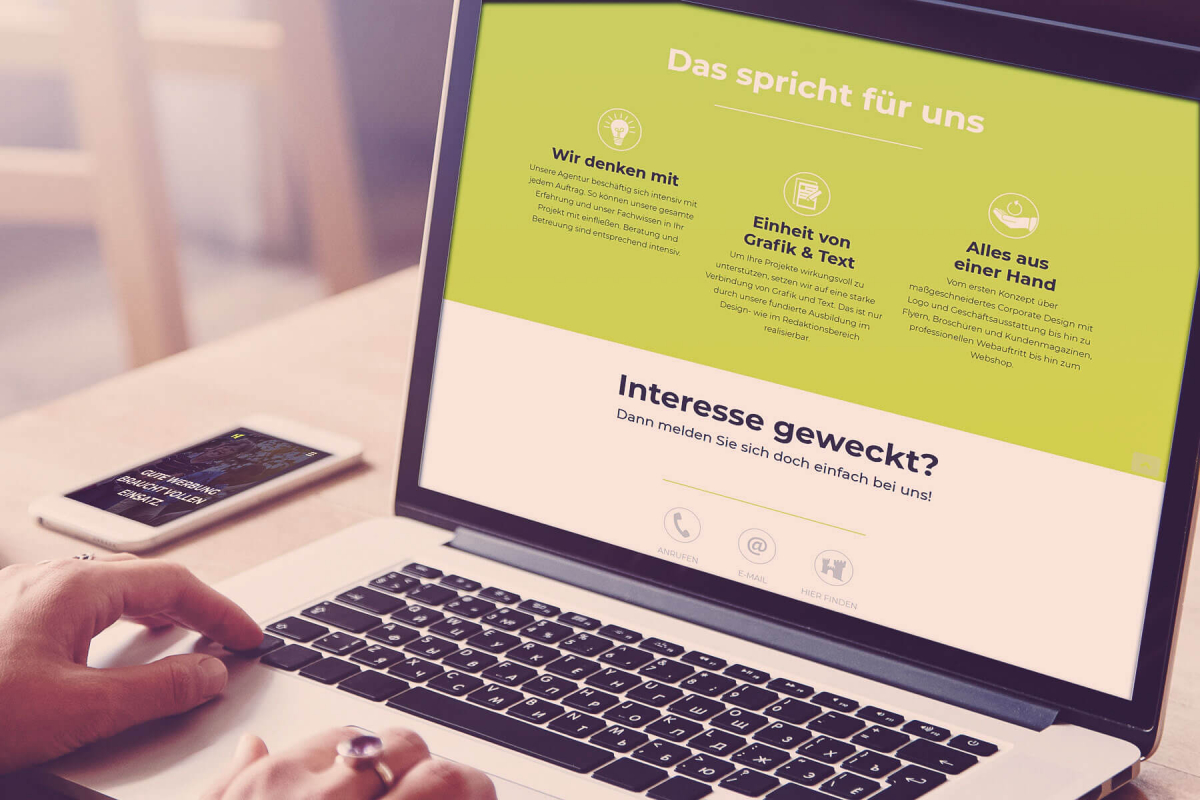 Das spricht für uns
Wir denken mit
Unsere Agentur beschäftig sich intensiv mit
jedem Auftrag. So können unsere gesamte
Erfahrung und unser Fachwissen in Ihr
Projekt mit einfließen. Beratung und
Betreuung sind entsprechend intensiv.
Einheit von
Grafik & Text
Um Ihre Projekte wirkungsvoll zu
unterstützen, setzen wir auf eine starke
Verbindung von Grafik und Text. Das ist nur
durch unsere fundierte Ausbildung im
Design- wie im Redaktionsbereich
realisierbar.
Alles aus
einer Hand
Vom ersten Konzept über
maßgeschneidertes Corporate Design mit
Logo und Geschäftsausstattung bis hin zu
Flyern, Broschüren und Kundenmagazinen,
professionellen Webauftritt bis hin zum
Webshop.
Interesse geweckt?
Dann melden Sie sich doch einfach bei uns!
ANRUFEN
E-MAIL
HIER FINDEN
GUTE WERBUNG
BRAUCHT VOLLEN
EINSATZ